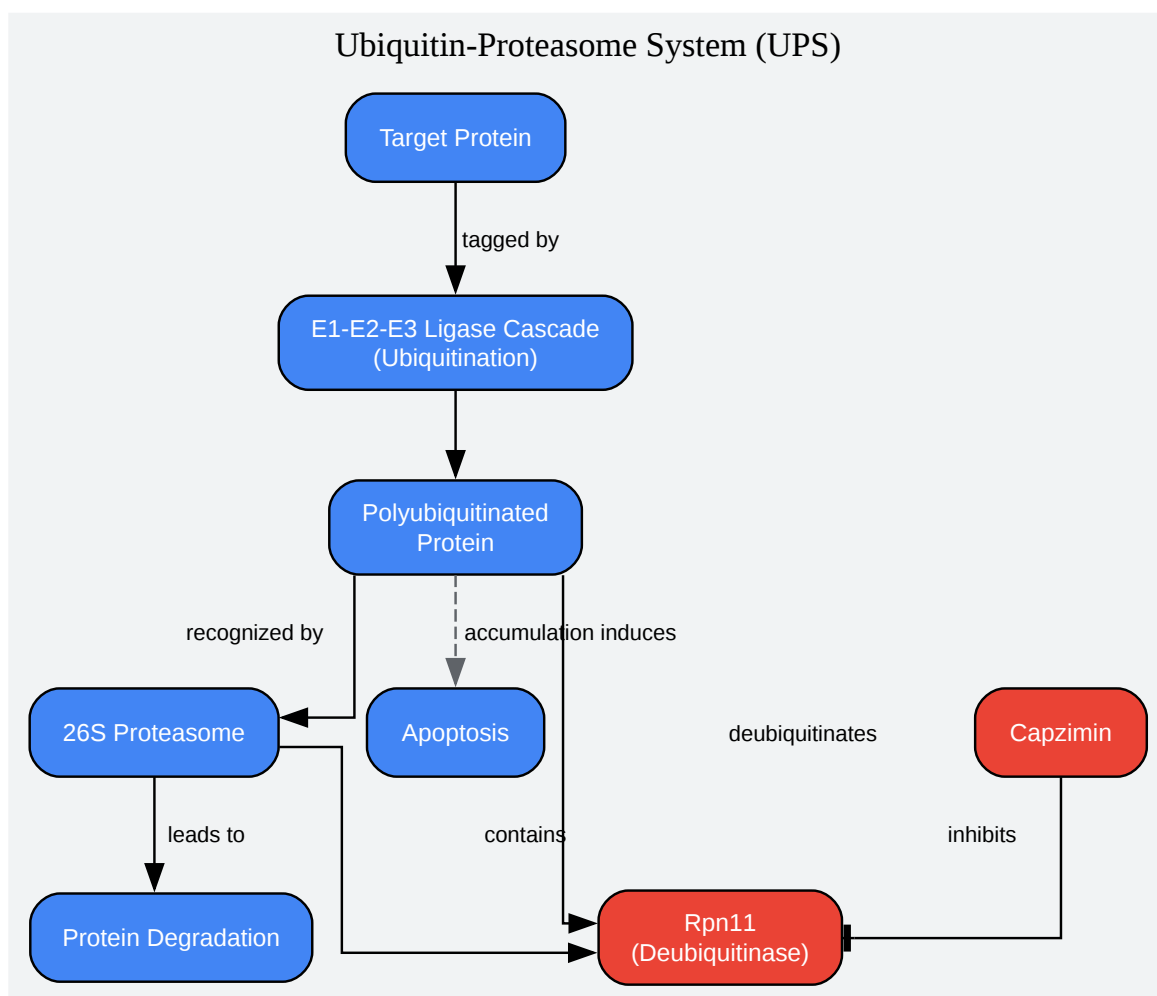 Ubiquitin-Proteasome System (UPS)
Target Protein
tagged by
E1-E2-E3 Ligase Cascade
(Ubiquitination)
Polyubiquitinated
Protein
recognized by
accumulation induces
26S Proteasome
Apoptosis
deubiquitinates
Capzimin
leads to
contains
inhibits
Protein Degradation
Rpn11
(Deubiquitinase)